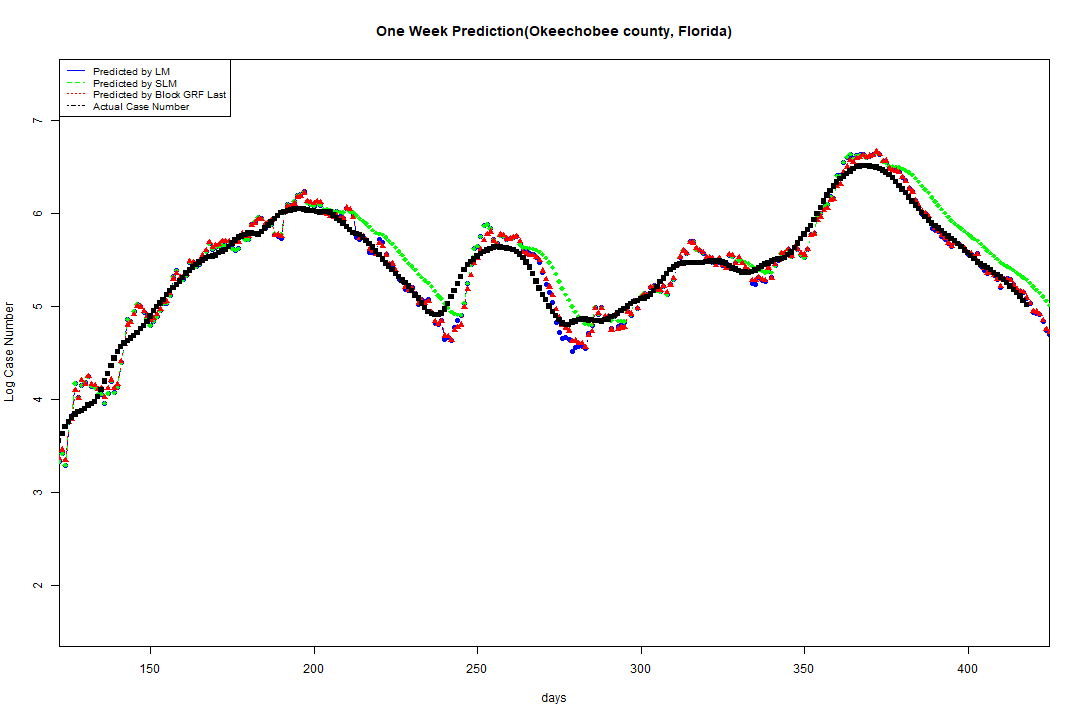 One Week Prediction(Okeechobee county, Florida)
Predicted by LM
Predicted by SLM
Predicted by Block GRF Last
Actual Case Number
Log Case Number
7
6
5
4
3
2
150 200 250 300 350 400
days